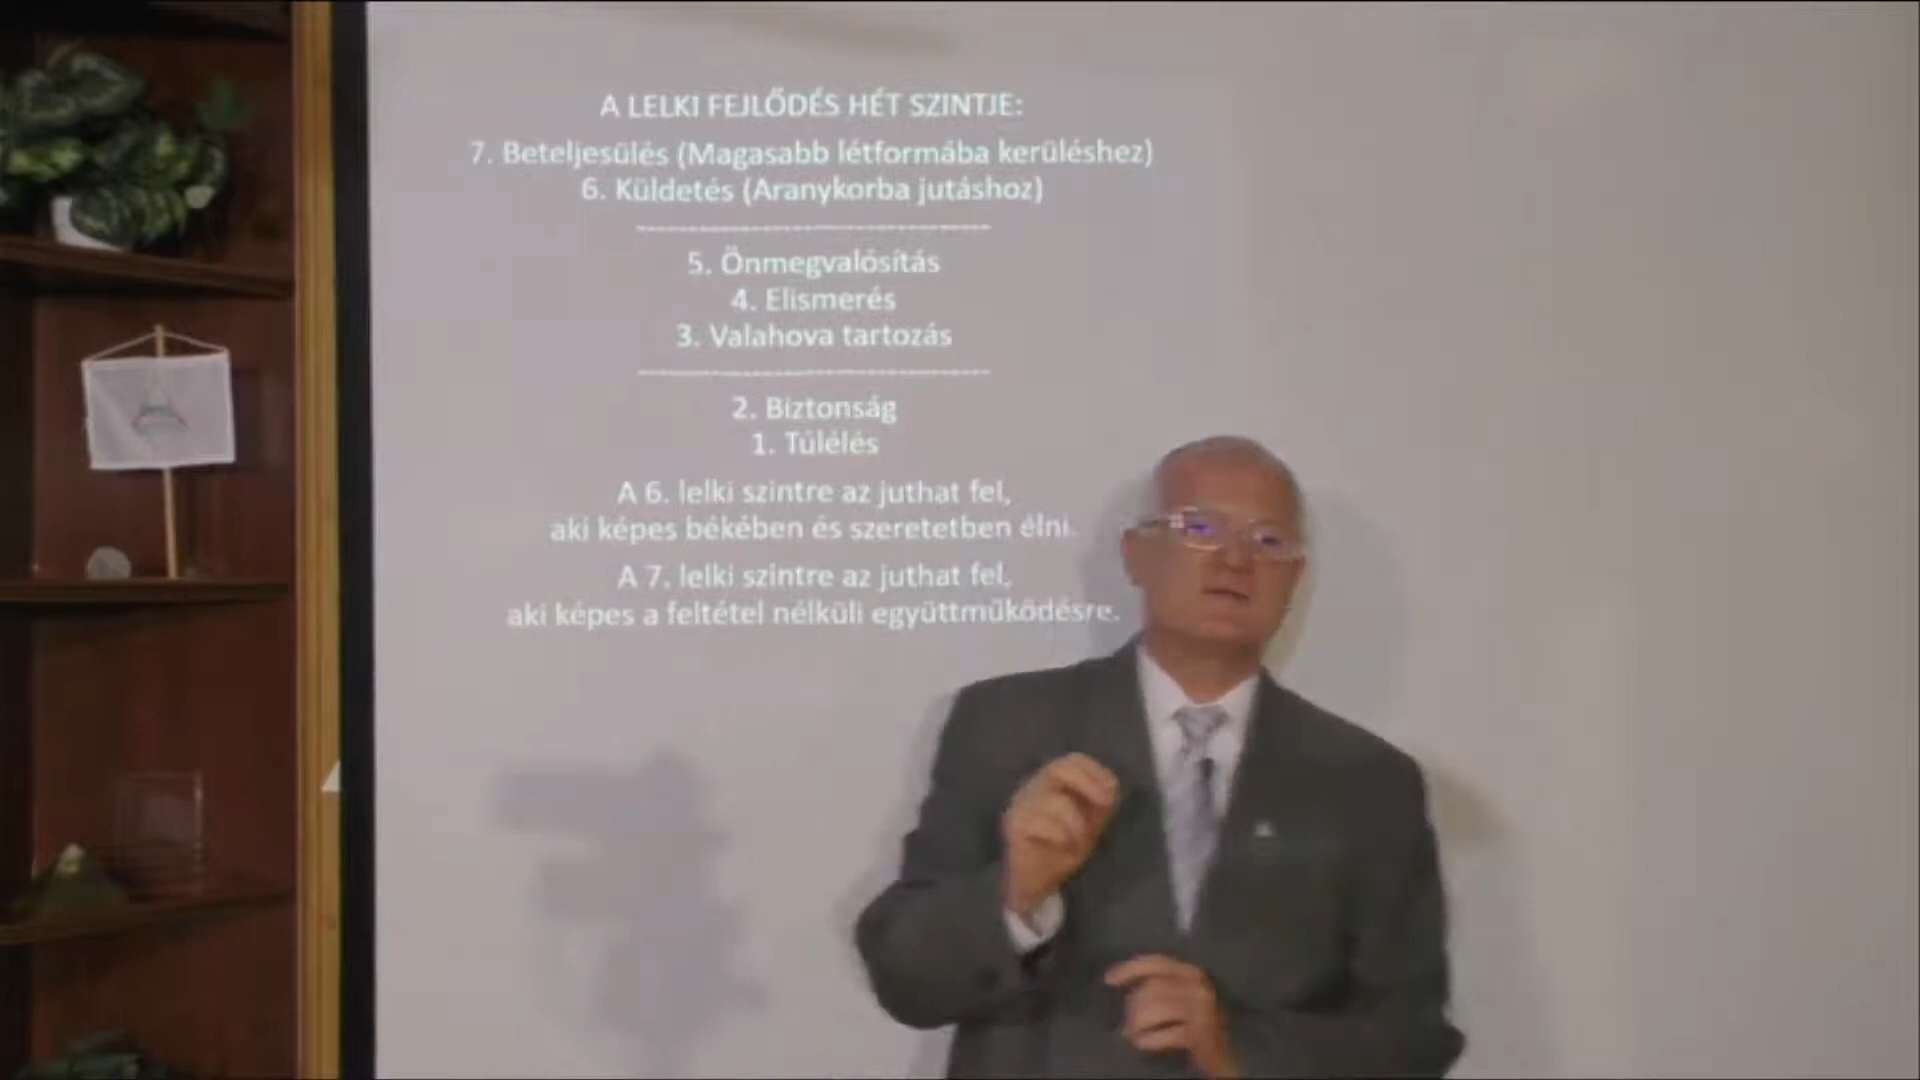 A LELKI FEJLŐDÉS HÉT SZINTJE:
7. Beteljesülés (Magasabb létformába kerüléshez)
6. Küldetés (Aranykorba jutáshoz)
--------------------------------------------
5. Önmegvalósítás
4. Elismerés
3. Valahova tartozás
--------------------------------------------
2. Biztonság
1. Túlélés
A 6. lelki szintre az juthat fel,
aki képes békében és szeretetben élni.
A 7. lelki szintre az juthat fel,
aki képes a feltétel nélküli együttműködésre.